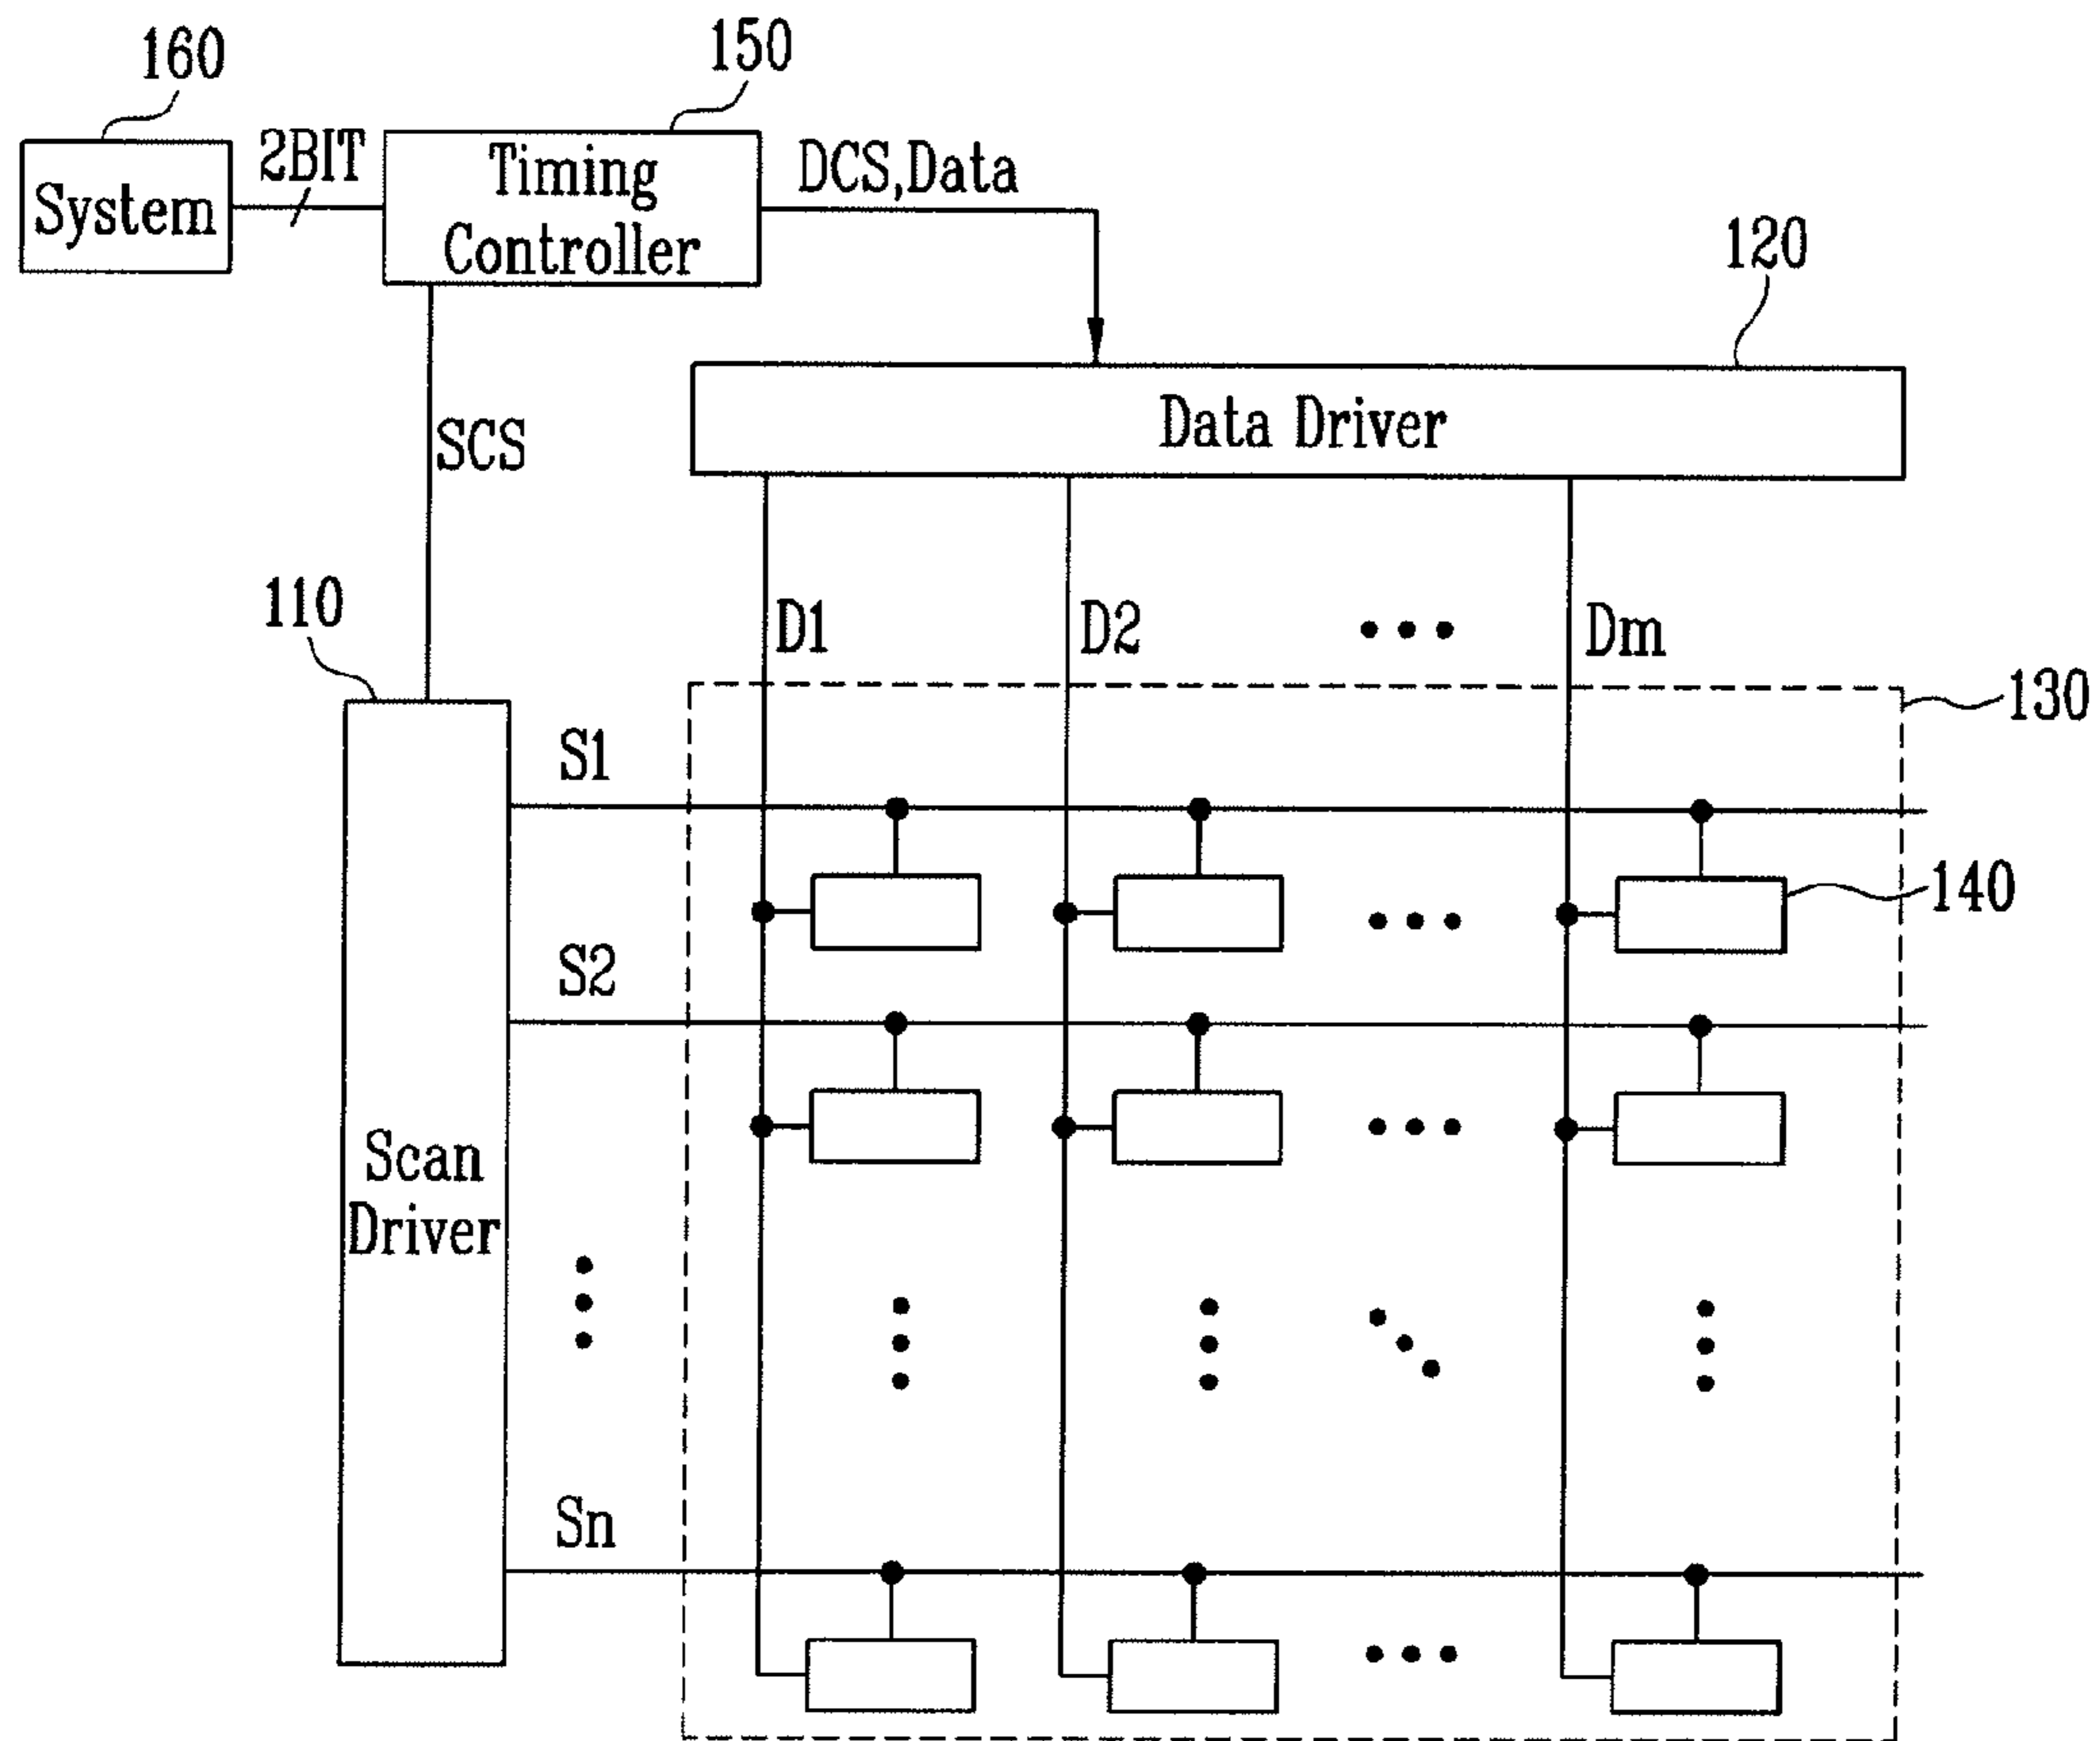 160
150
2BIT
System
Timing
Controller
DCS,Data
120
Data Driver
SCS
110
D1
D2
Dm
130
S1
140
S2
Scan
Driver
Sn